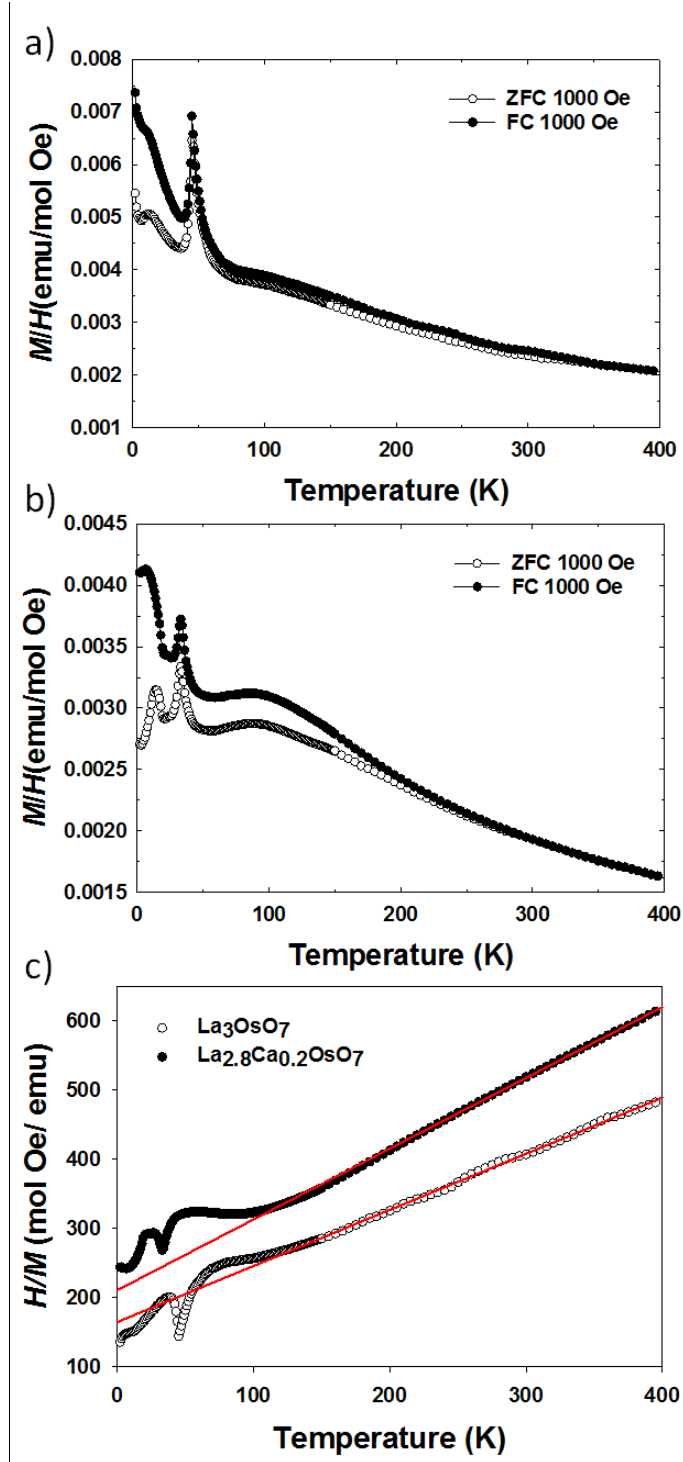 a)
0.008
0.007
0.006
0.005
0.004
0.003
0.002
0.001
M/H(emu/mol Oe)
ZFC 1000 Oe
FC 1000 Oe
0 100 200 300 400
Temperature (K)
b)
0.0045
0.0040
0.0035
0.0030
0.0025
0.0020
0.0015
M/H(emu/mol Oe)
ZFC 1000 Oe
FC 1000 Oe
0 100 200 300 400
Temperature (K)
c)
600
500
400
300
200
100
H/M (mol Oe/ emu)
La3OsO7
La2.8Ca0.2OsO7
0 100 200 300 400
Temperature (K)